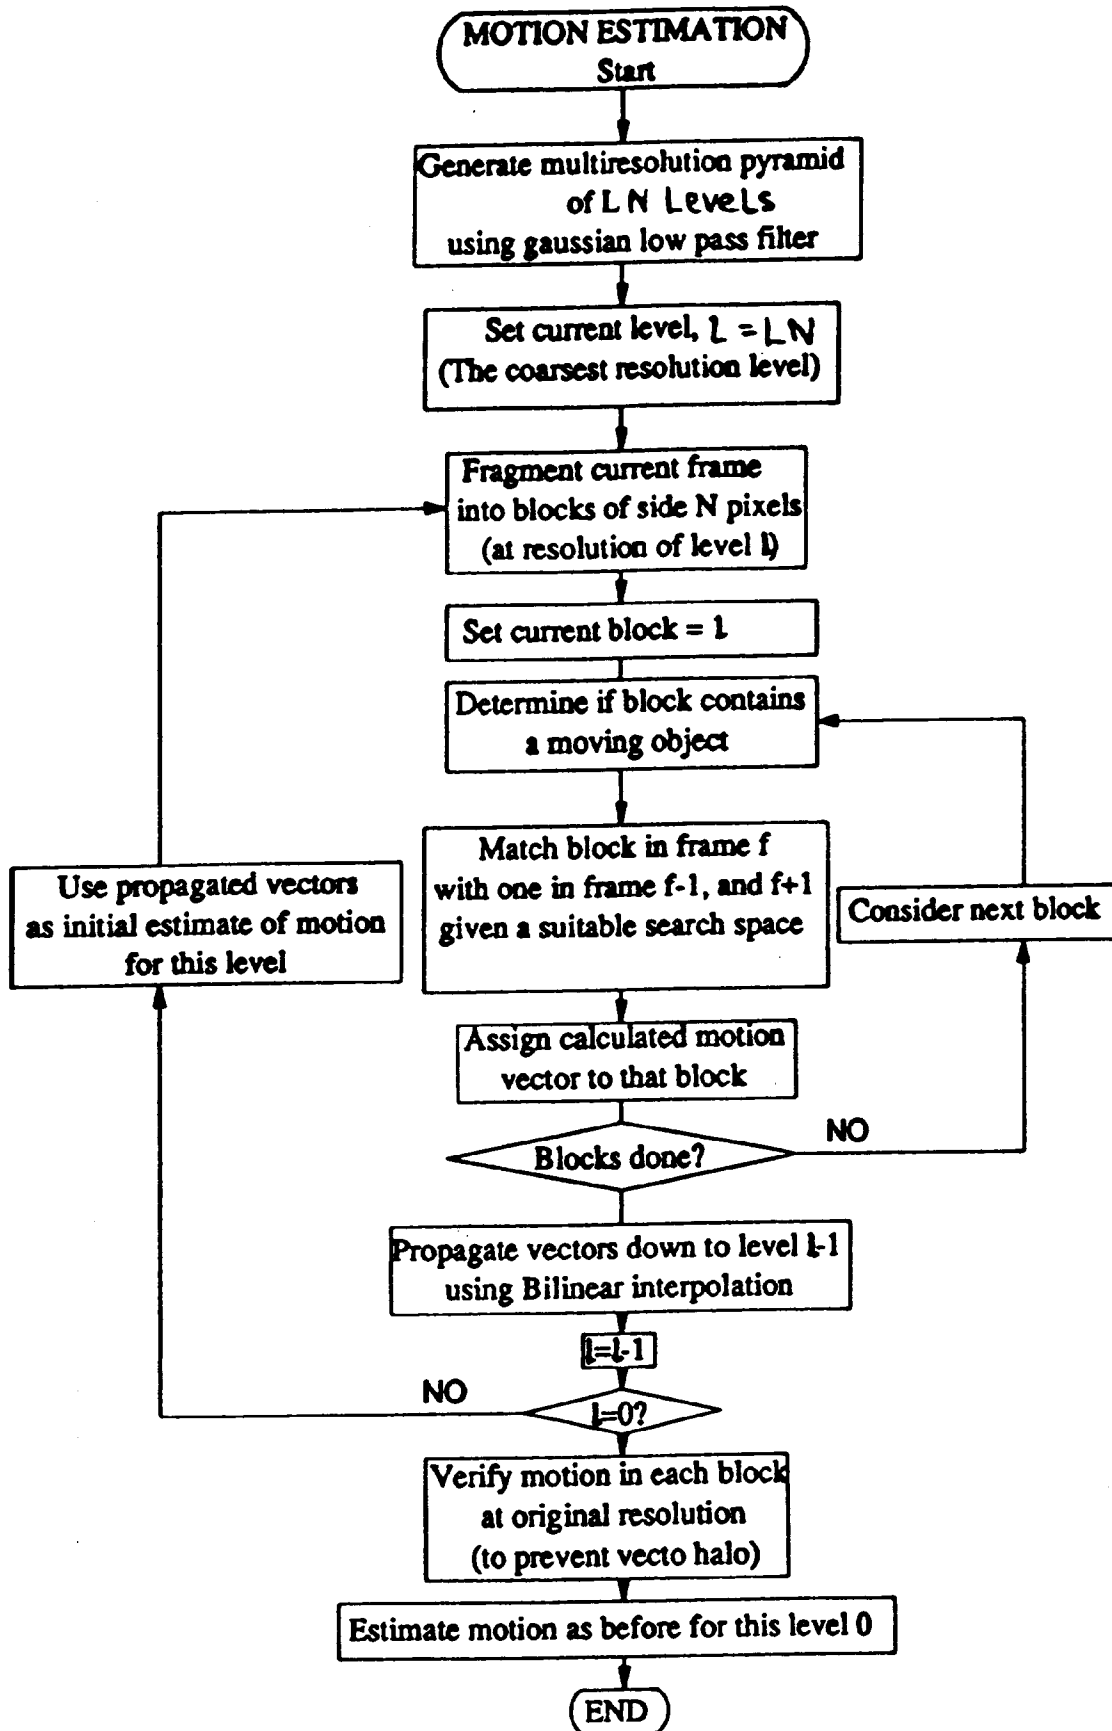 MOTION ESTIMATION
Start
Generate multiresolution pyramid
of LN Levels
using gaussian low pass filter
Set current level, l = LN
(The coarsest resolution level)
Fragment current frame
into blocks of side N pixels
(at resolution of level l)
Set current block = 1
Determine if block contains
a moving object
Match block in frame f
with one in frame f-1, and f+1
given a suitable search space
Use propagated vectors
as initial estimate of motion
for this level
Consider next block
Assign calculated motion
vector to that block
Blocks done?
NO
Propagate vectors down to level l-1
using Bilinear interpolation
l=l-1
NO
l=0?
Verify motion in each block
at original resolution
(to prevent vecto halo)
Estimate motion as before for this level 0
END